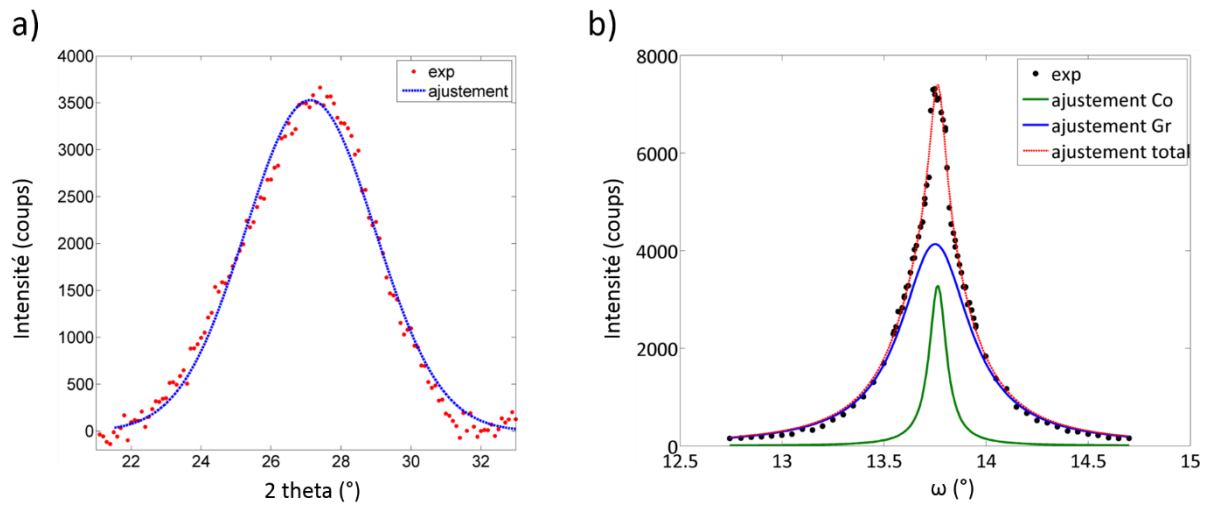 a)
4000
3500
3000
2500
2000
1500
1000
500
0
22 24 26 28 30 32
2 theta (°)
Intensité (coups)
exp
ajustement
b)
8000
6000
4000
2000
0
12.5 13 13.5 14 14.5 15
ω (°)
Intensité (coups)
exp
ajustement Co
ajustement Gr
ajustement total